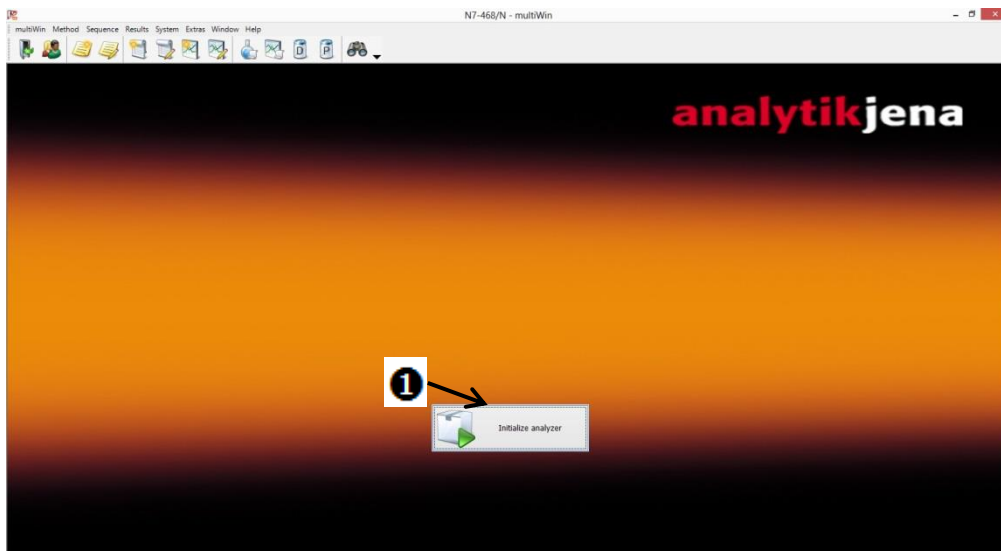 N7-468/N - multiWin
multiWin Method Sequence Results System Extras Window Help
D P
analytikjena
1
Initialize analyzer